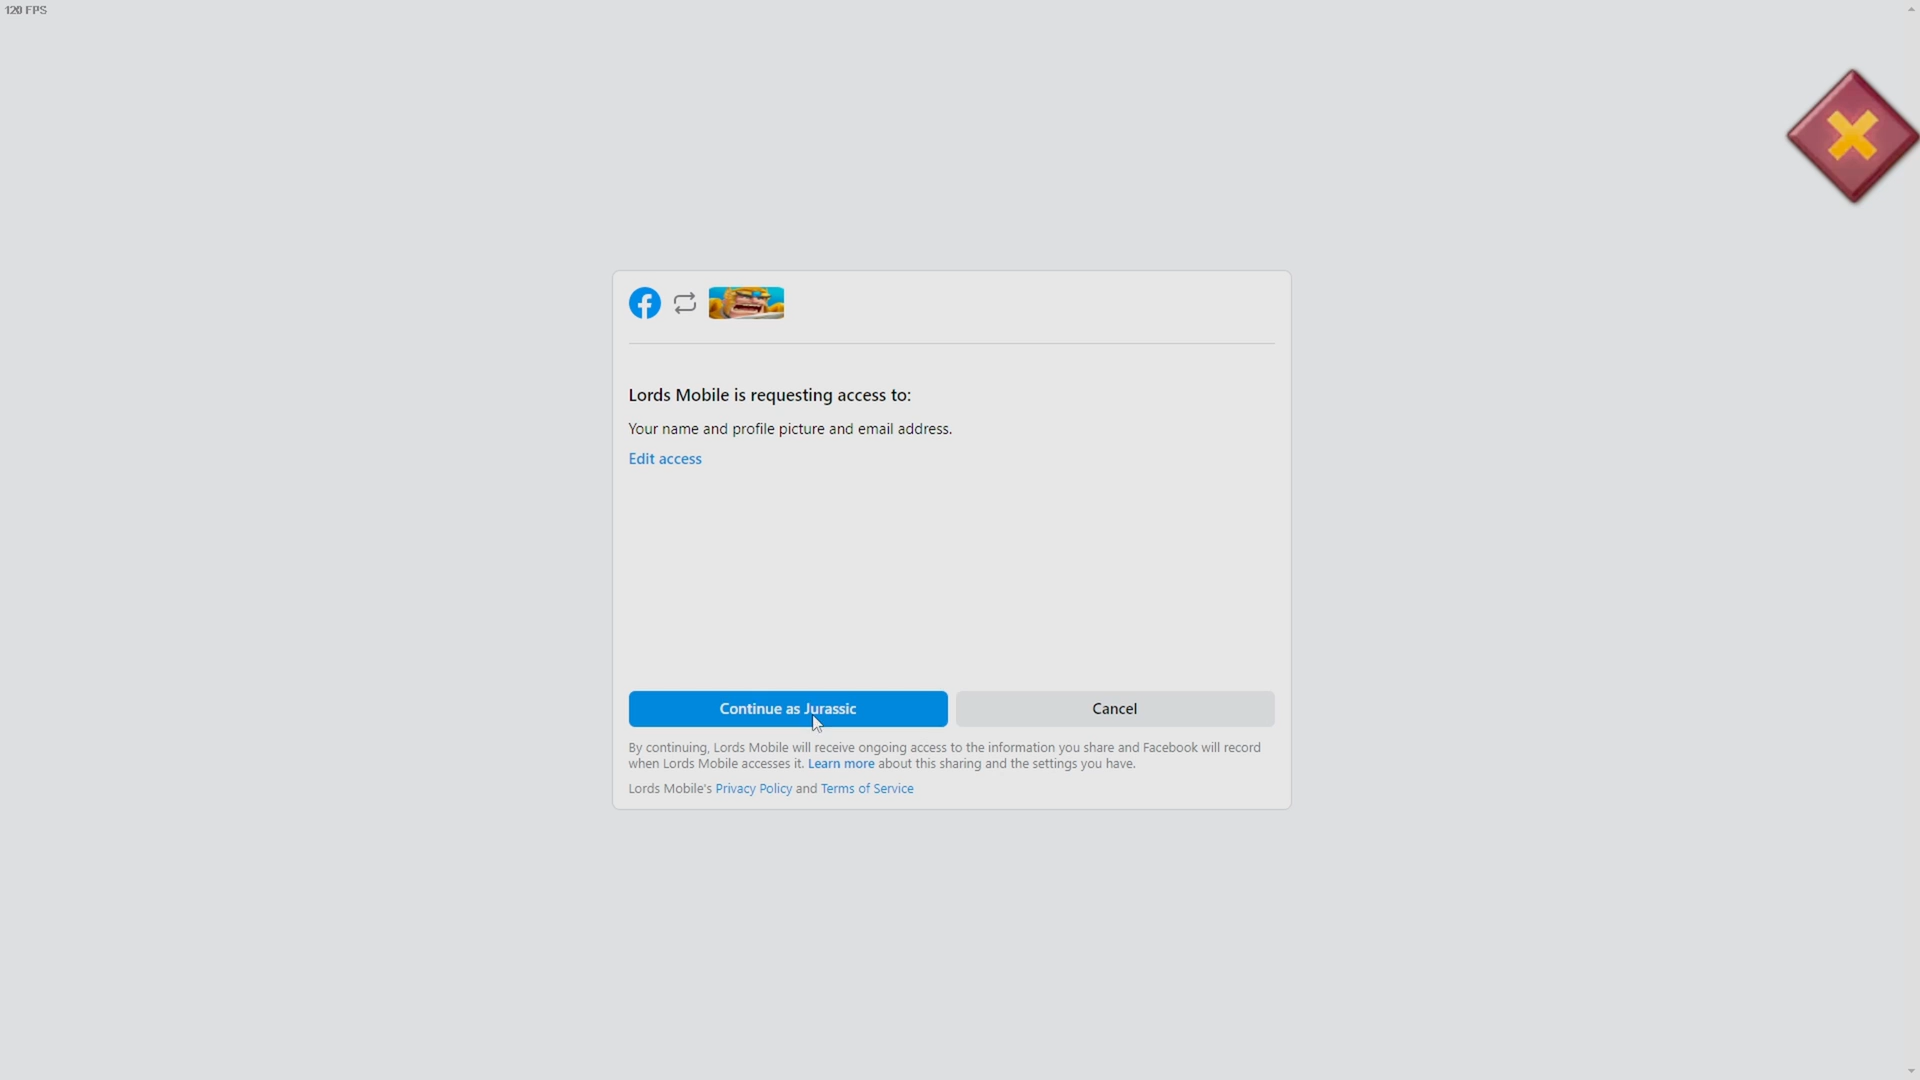 120 FPS
Lords Mobile is requesting access to:
Your name and profile picture and email address.
Edit access
Continue as Jurassic
Cancel
By continuing, Lords Mobile will receive ongoing access to the information you share and Facebook will record
when Lords Mobile accesses it. Learn more about this sharing and the settings you have.
Lords Mobile's Privacy Policy and Terms of Service